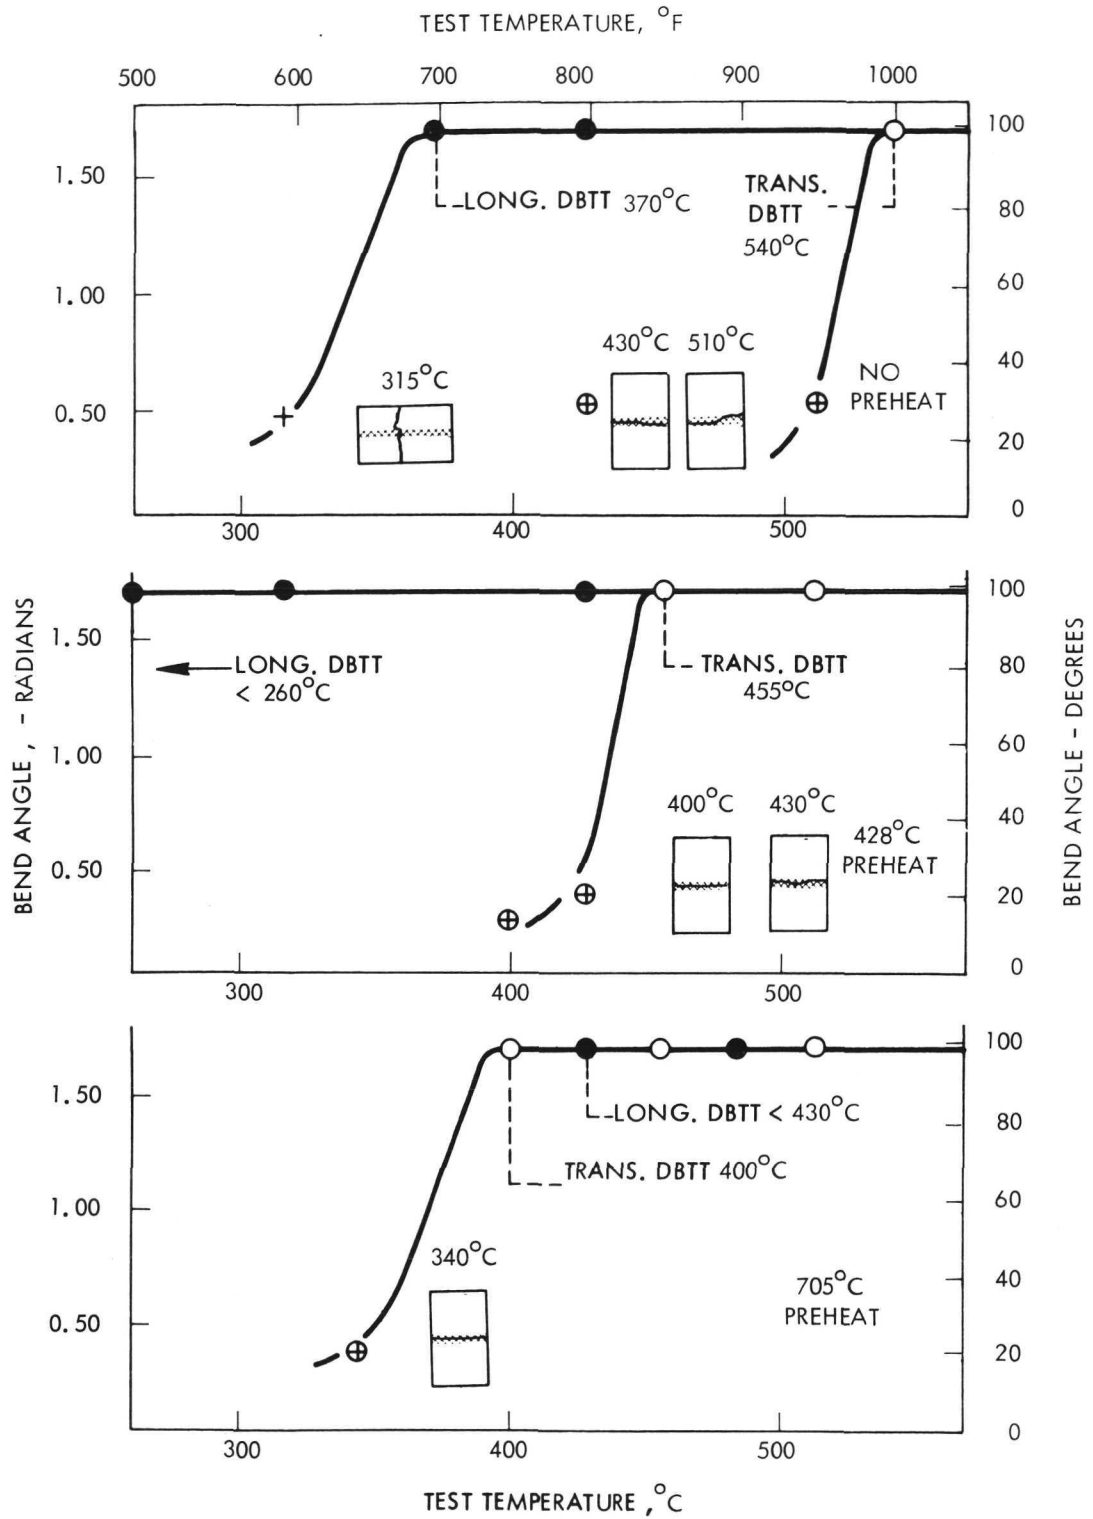 TEST TEMPERATURE, °F
500 600 700 800 900 1000
1.50
1.00
0.50
100
80
60
40
20
0
LONG. DBTT 370°C
TRANS.
DBTT
540°C
315°C
430°C 510°C
NO
PREHEAT
300 400 500
BEND ANGLE, - RADIANS
BEND ANGLE - DEGREES
1.50
1.00
0.50
100
80
60
40
20
0
LONG. DBTT
< 260°C
TRANS. DBTT
455°C
400°C 430°C
428°C
PREHEAT
300 400 500
1.50
1.00
0.50
100
80
60
40
20
0
LONG. DBTT < 430°C
TRANS. DBTT 400°C
340°C
705°C
PREHEAT
300 400 500
TEST TEMPERATURE, °C